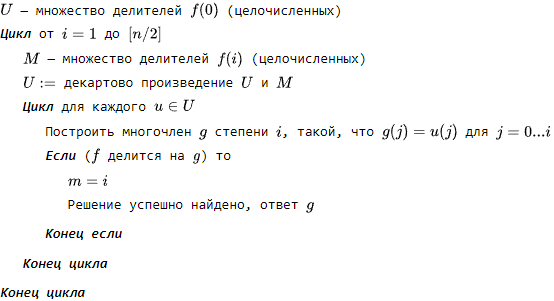 U — множество делителей f(0) (целочисленных)
Цикл от i = 1 до [n/2]
M — множество делителей f(i) (целочисленных)
U := декартово произведение U и M
Цикл для каждого u ∈ U
Построить многочлен g степени i, такой, что g(j) = u(j) для j = 0...i
Если (f делится на g) то
m = i
Решение успешно найдено, ответ g
Конец если
Конец цикла
Конец цикла